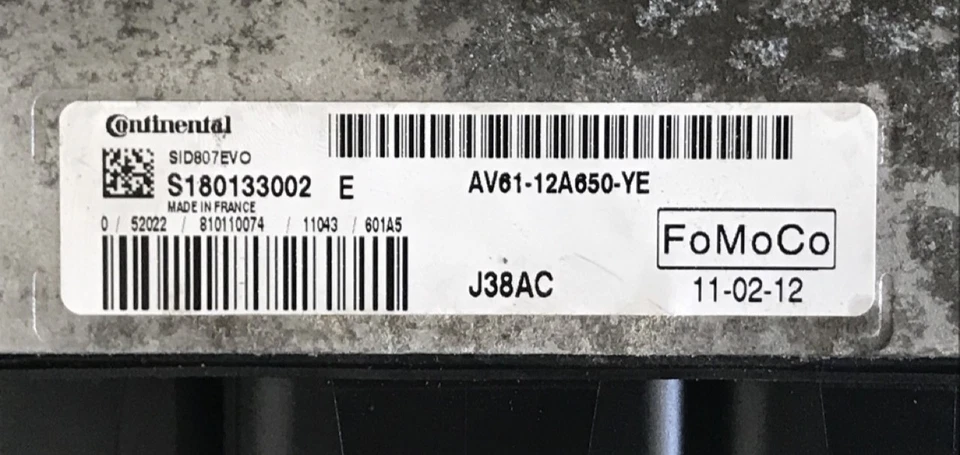 Continental
SID807EVO
S180133002 E
MADE IN FRANCE
0 / 52022 / 810110074 / 11043 / 601A5
AV61-12A650-YE
J38AC
FoMoCo
11-02-12